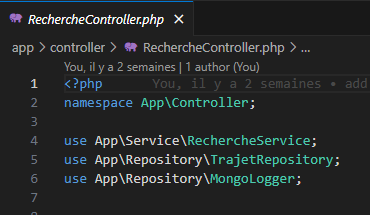 RechercheController.php ×
app > controller > RechercheController.php > ...
You, il y a 2 semaines | 1 author (You)
1 <?php You, il y a 2 semaines • add
2 namespace App\Controller;
3
4 use App\Service\RechercheService;
5 use App\Repository\TrajetRepository;
6 use App\Repository\MongoLogger;
7